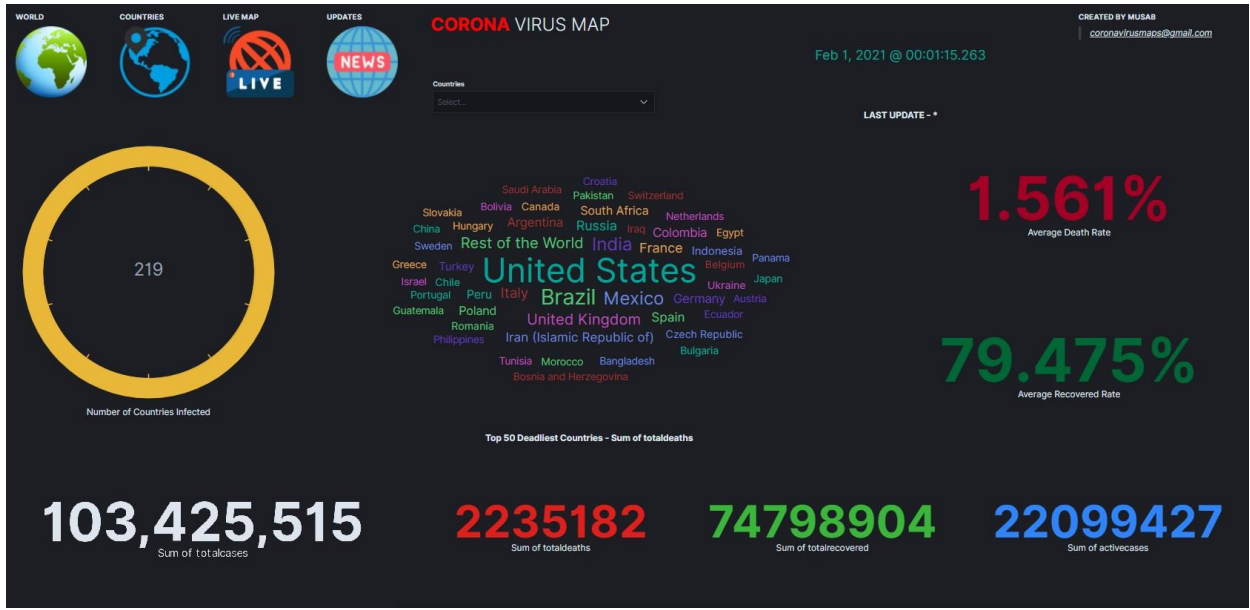 WORLD
COUNTRIES
LIVE MAP
UPDATES
LIVE
NEWS
CORONA VIRUS MAP
CREATED BY MUSAB
coronavirusmaps@gmail.com
Feb 1, 2021 @ 00:01:15.263
Countries
Select...
LAST UPDATE - *
219
Number of Countries Infected
Croatia
Saudi Arabia Pakistan Switzerland
Slovakia Bolivia Canada South Africa Netherlands
China Hungary Argentina Russia Iraq Colombia Egypt
Sweden Rest of the World India France Indonesia Panama
Greece Turkey United States Belgium Japan
Israel Chile Ukraine
Portugal Peru Italy Brazil Mexico Germany Austria
Guatemala Poland United Kingdom Spain Ecuador
Romania
Philippines Iran (Islamic Republic of) Czech Republic
Bulgaria
Tunisia Morocco Bangladesh
Bosnia and Herzegovina
Top 50 Deadliest Countries - Sum of totaldeaths
1.561%
Average Death Rate
79.475%
Average Recovered Rate
103,425,515
Sum of totalcases
2235182
Sum of totaldeaths
74798904
Sum of totalrecovered
22099427
Sum of activecases